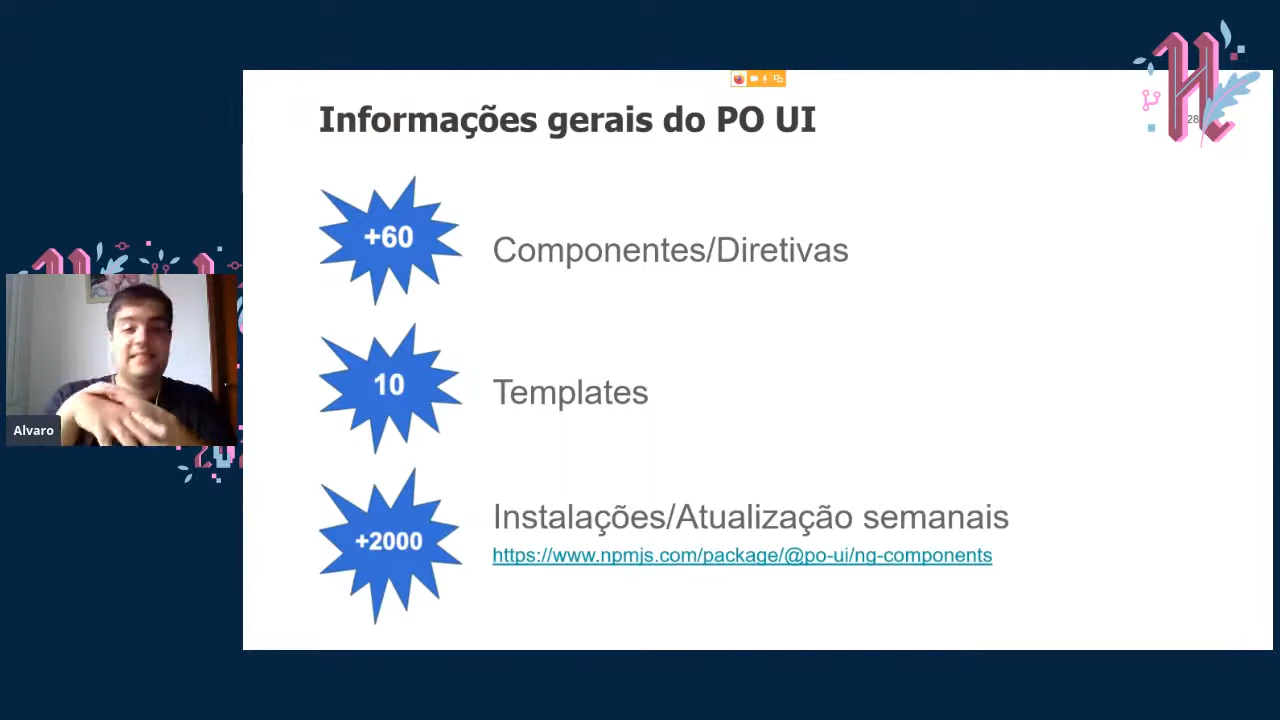 Informações gerais do PO UI
28
+60
Componentes/Diretivas
10
Templates
+2000
Instalações/Atualização semanais
https://www.npmjs.com/package/@po-ui/ng-components
Alvaro